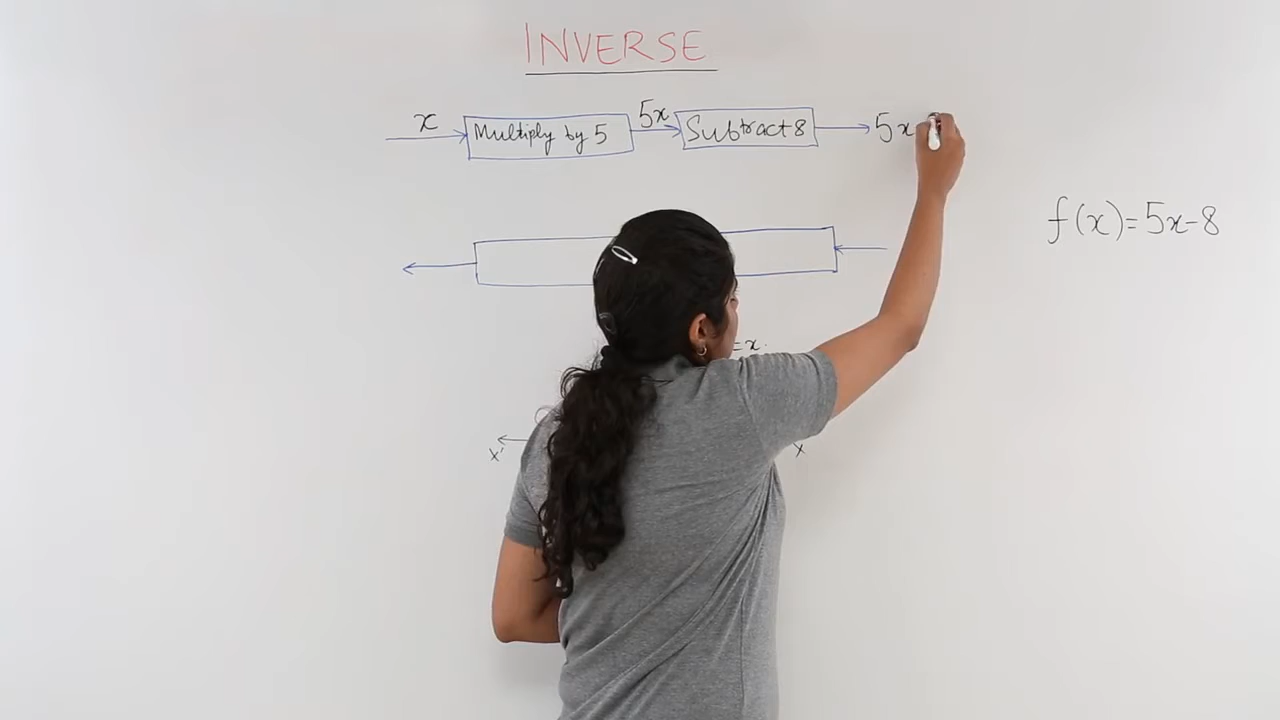 INVERSE
x Multiply by 5 5x Subtract 8 5x
f(x)=5x-8
=x
x' x